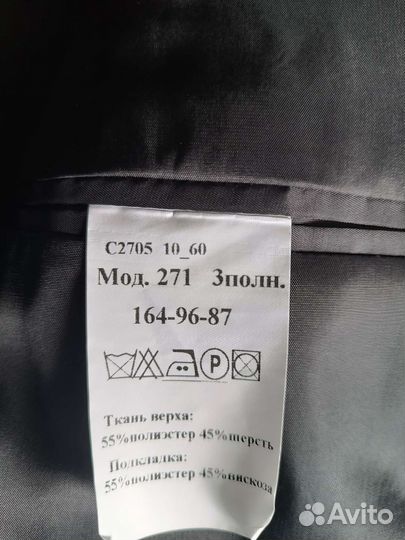 С2705 10_60
Мод. 271 3полн.
164-96-87
P
Ткань верха:
55%полиэстер 45%шерсть
Подкладка:
55%полиэстер 45%вискоза
Avito